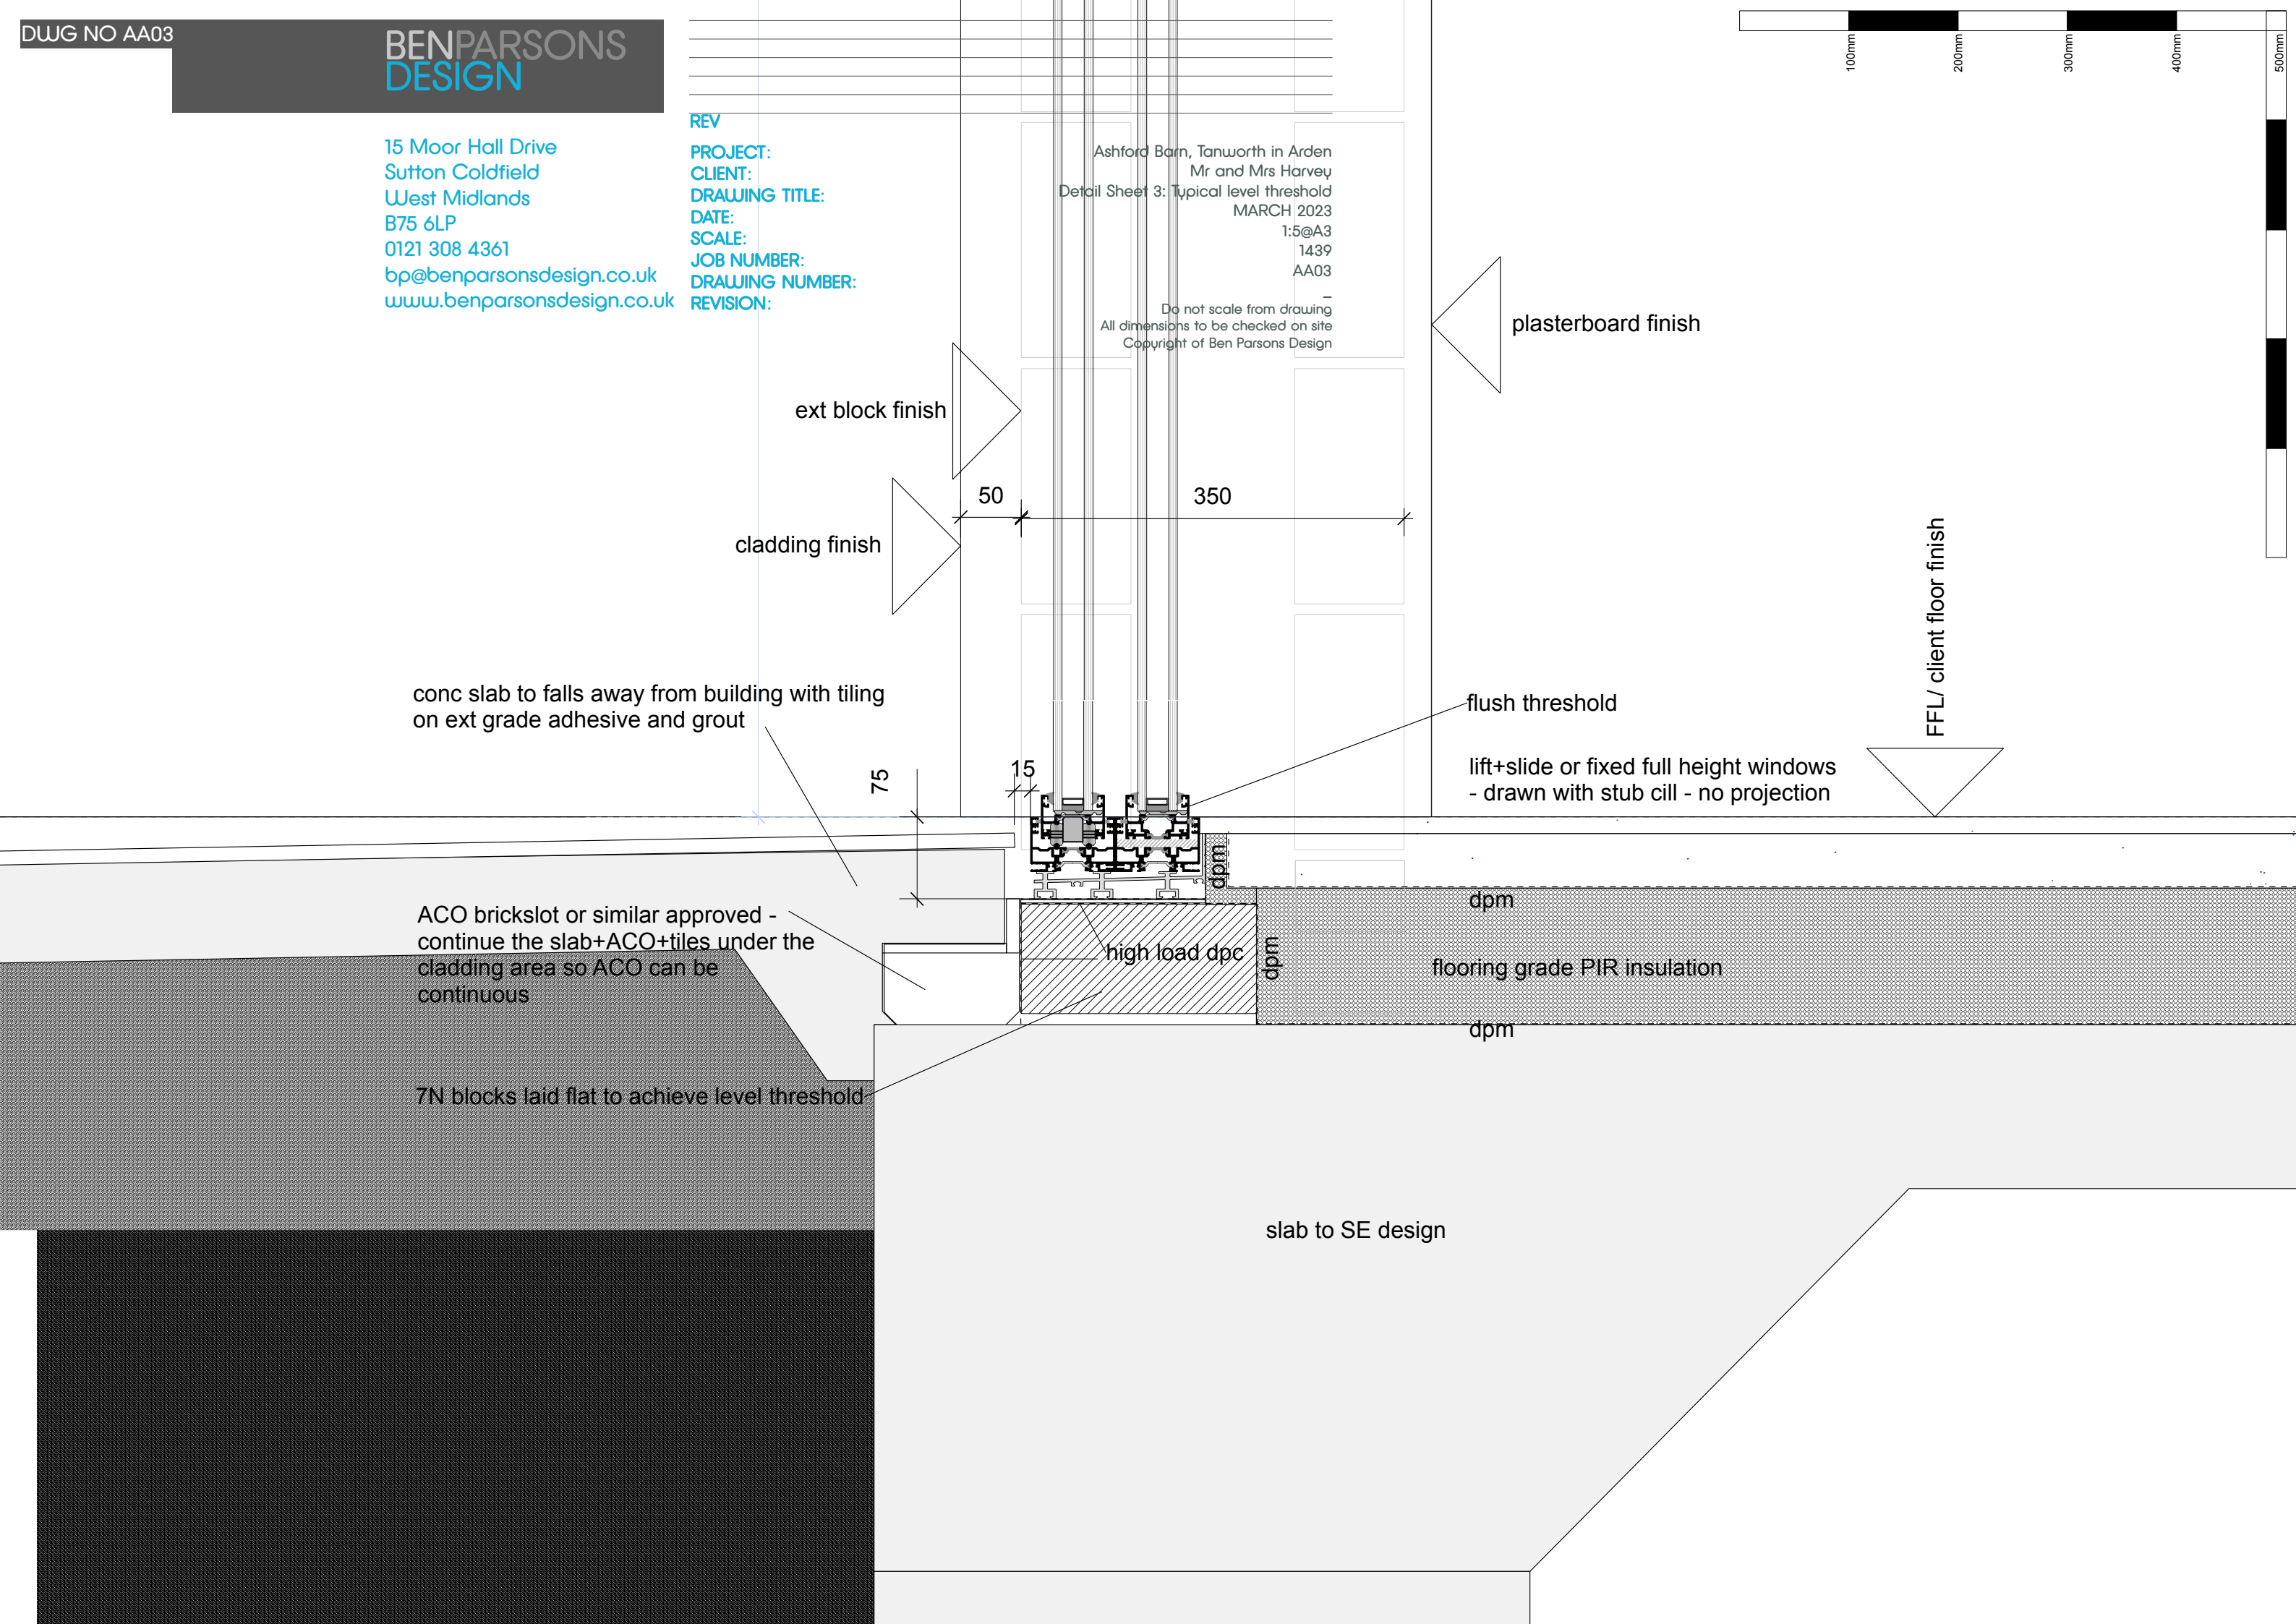 DWG NO AA03
BENPARSONS
DESIGN
15 Moor Hall Drive
Sutton Coldfield
West Midlands
B75 6LP
0121 308 4361
bp@benparsonsdesign.co.uk
www.benparsonsdesign.co.uk
REV
PROJECT: Ashford Barn, Tanworth in Arden
CLIENT: Mr and Mrs Harvey
DRAWING TITLE: Detail Sheet 3: Typical level threshold
DATE: MARCH 2023
SCALE: 1:5@A3
JOB NUMBER: 1439
DRAWING NUMBER: AA03
REVISION: _
Do not scale from drawing
All dimensions to be checked on site
Copyright of Ben Parsons Design
100mm
200mm
300mm
400mm
500mm
plasterboard finish
ext block finish
50
350
cladding finish
FFL/ client floor finish
conc slab to falls away from building with tiling
on ext grade adhesive and grout
flush threshold
75
15
lift+slide or fixed full height windows
- drawn with stub cill - no projection
dpm
dpm
ACO brickslot or similar approved -
continue the slab+ACO+tiles under the
cladding area so ACO can be
continuous
high load dpc
dpm
flooring grade PIR insulation
dpm
7N blocks laid flat to achieve level threshold
slab to SE design